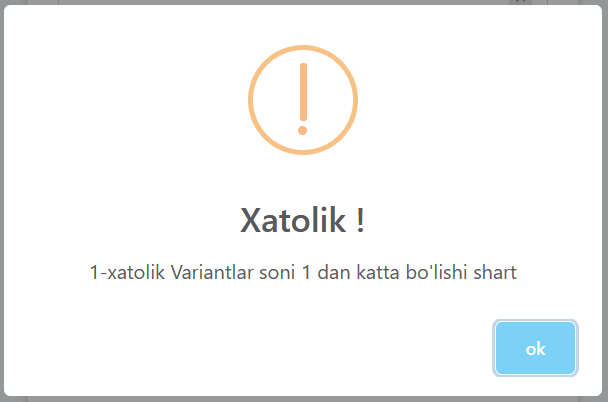 Xatolik !
1-xatolik Variantlar soni 1 dan katta bo'lishi shart
ok